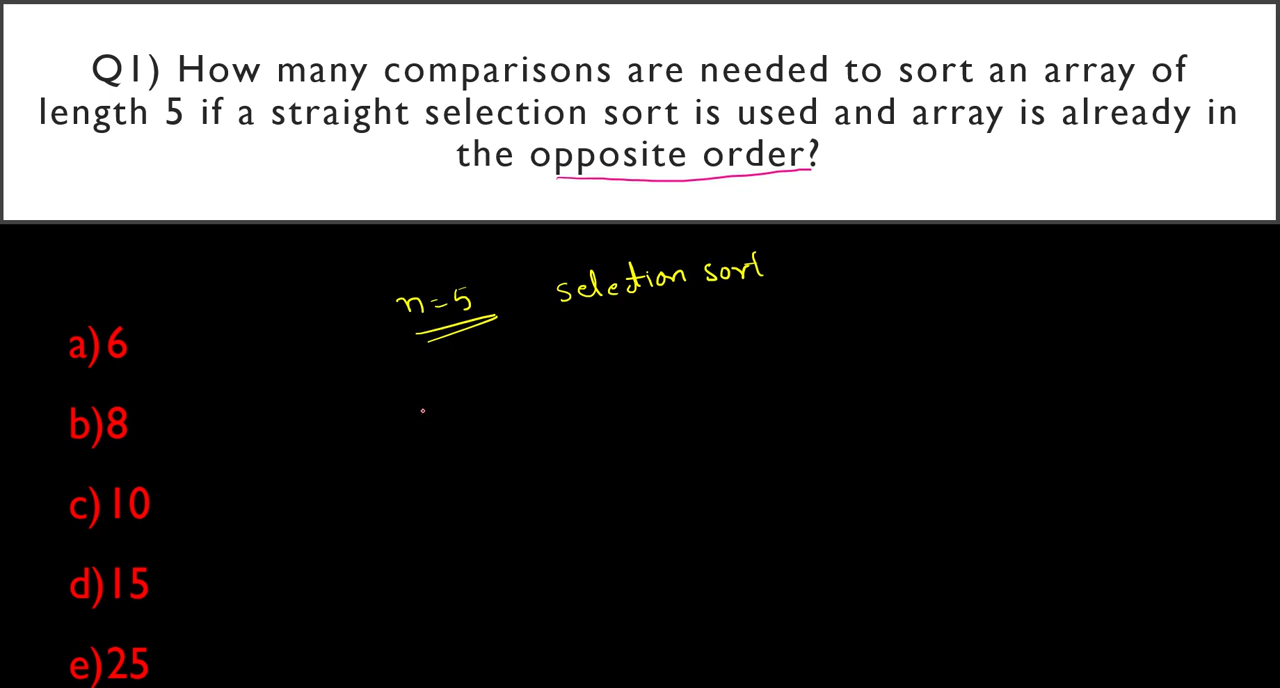 Q1) How many comparisons are needed to sort an array of
length 5 if a straight selection sort is used and array is already in
the opposite order?
n=5 seletion sort
a)6
b)8
c)10
d)15
e)25